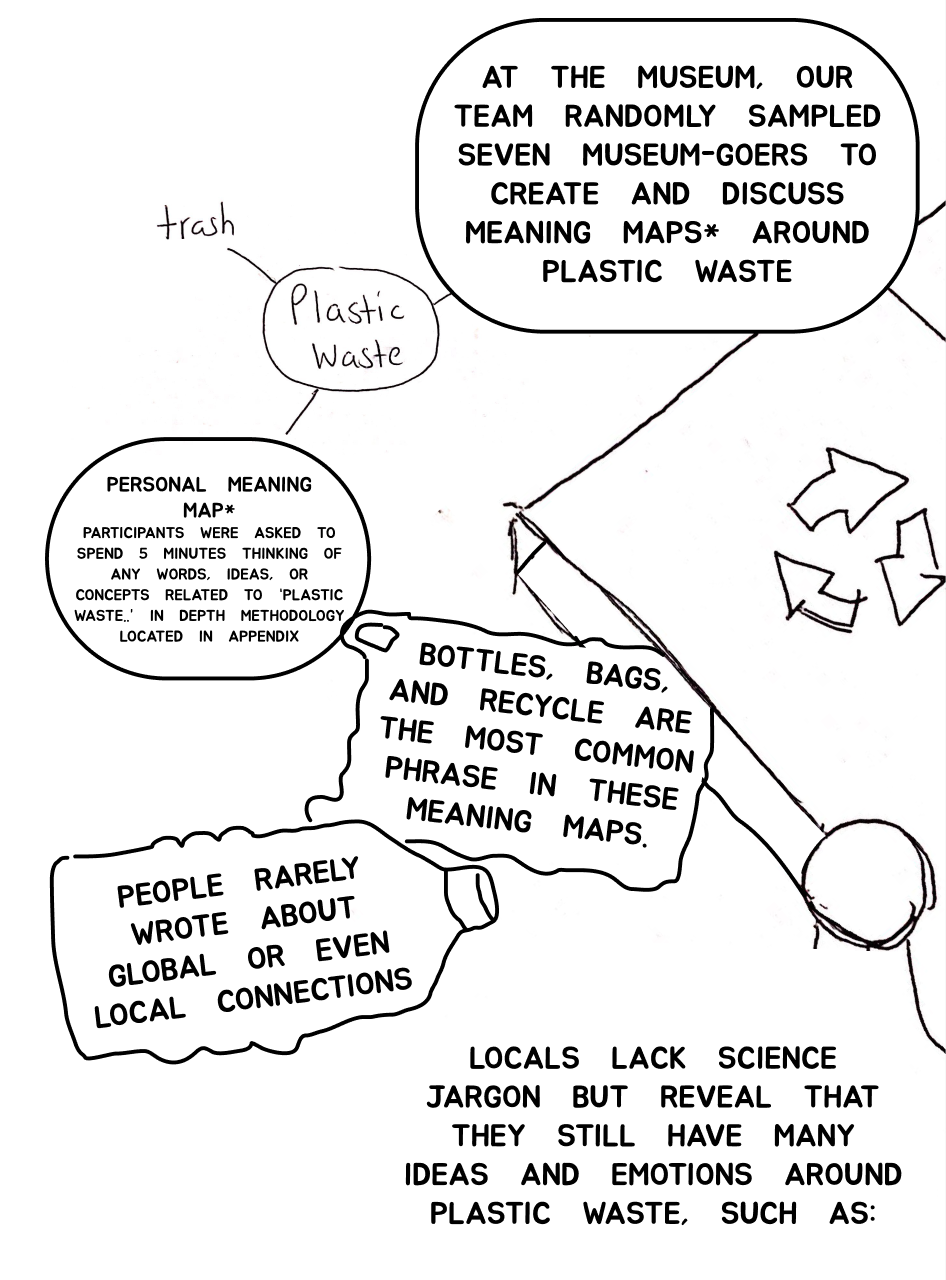 AT THE MUSEUM, OUR
TEAM RANDOMLY SAMPLED
SEVEN MUSEUM-GOERS TO
CREATE AND DISCUSS
MEANING MAPS* AROUND
PLASTIC WASTE
trash
Plastic
Waste
PERSONAL MEANING
MAP*
PARTICIPANTS WERE ASKED TO
SPEND 5 MINUTES THINKING OF
ANY WORDS, IDEAS, OR
CONCEPTS RELATED TO 'PLASTIC
WASTE..' IN DEPTH METHODOLOGY
LOCATED IN APPENDIX
BOTTLES, BAGS,
AND RECYCLE ARE
THE MOST COMMON
PHRASE IN THESE
MEANING MAPS.
PEOPLE RARELY
WROTE ABOUT
GLOBAL OR EVEN
LOCAL CONNECTIONS
LOCALS LACK SCIENCE
JARGON BUT REVEAL THAT
THEY STILL HAVE MANY
IDEAS AND EMOTIONS AROUND
PLASTIC WASTE, SUCH AS: